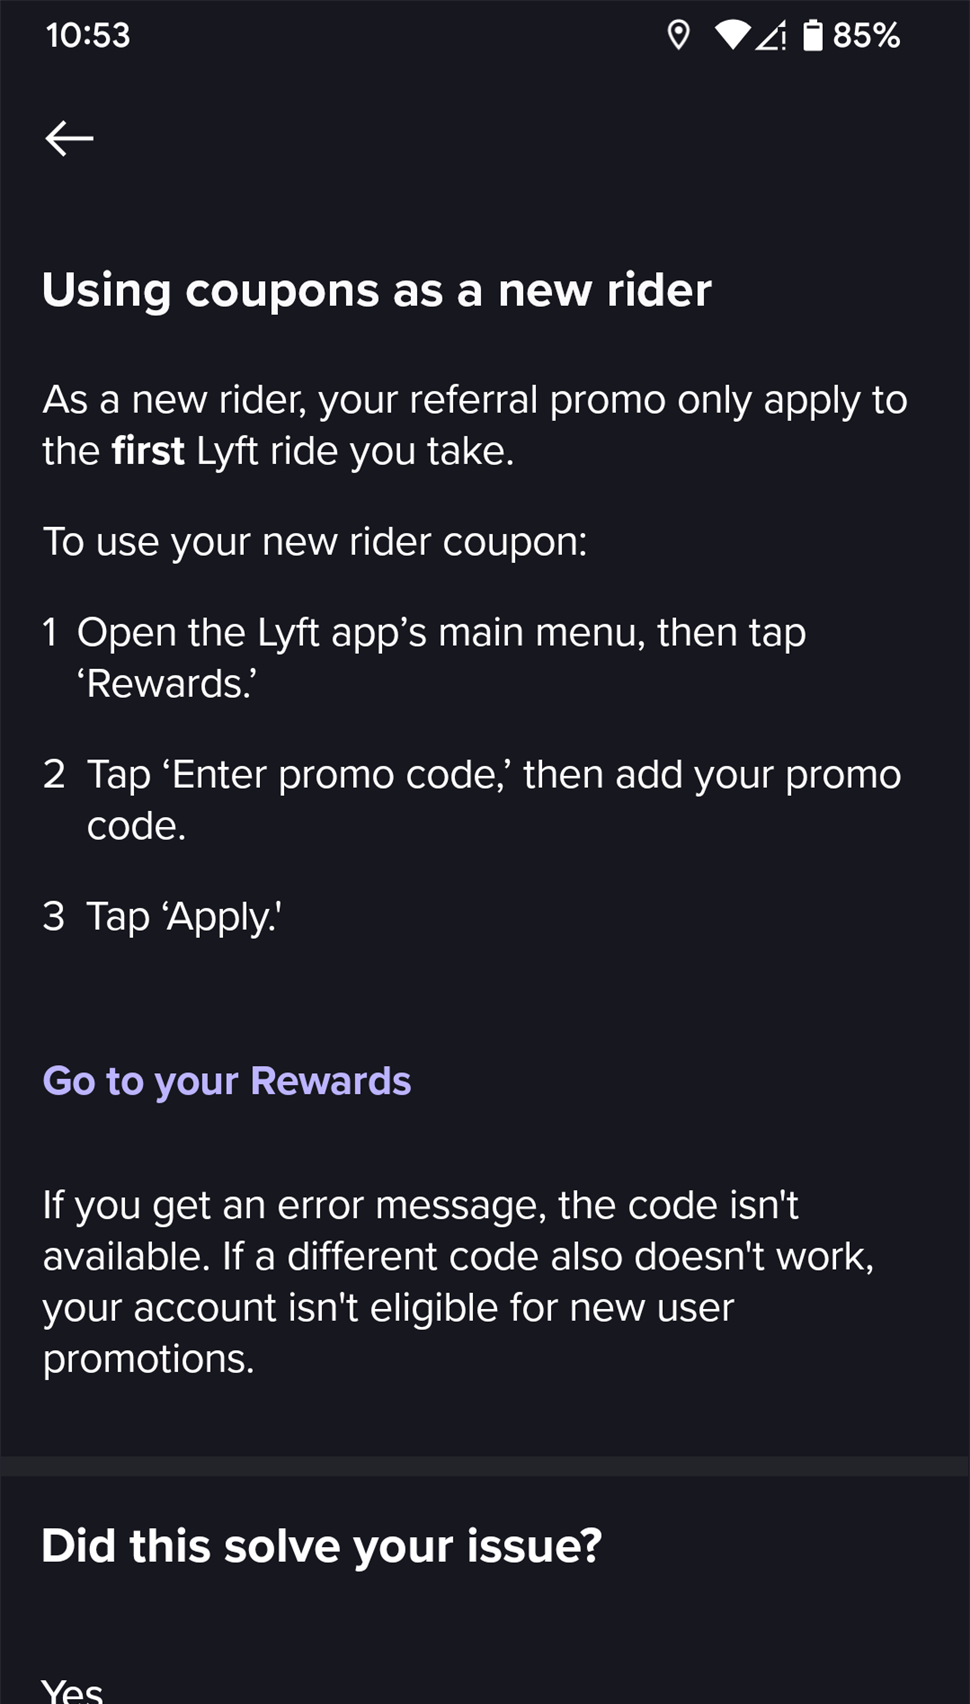 10:53 85%
Using coupons as a new rider
As a new rider, your referral promo only apply to
the first Lyft ride you take.
To use your new rider coupon:
1 Open the Lyft app’s main menu, then tap
‘Rewards.’
2 Tap ‘Enter promo code,’ then add your promo
code.
3 Tap ‘Apply.'
Go to your Rewards
If you get an error message, the code isn't
available. If a different code also doesn't work,
your account isn't eligible for new user
promotions.
Did this solve your issue?
Yes